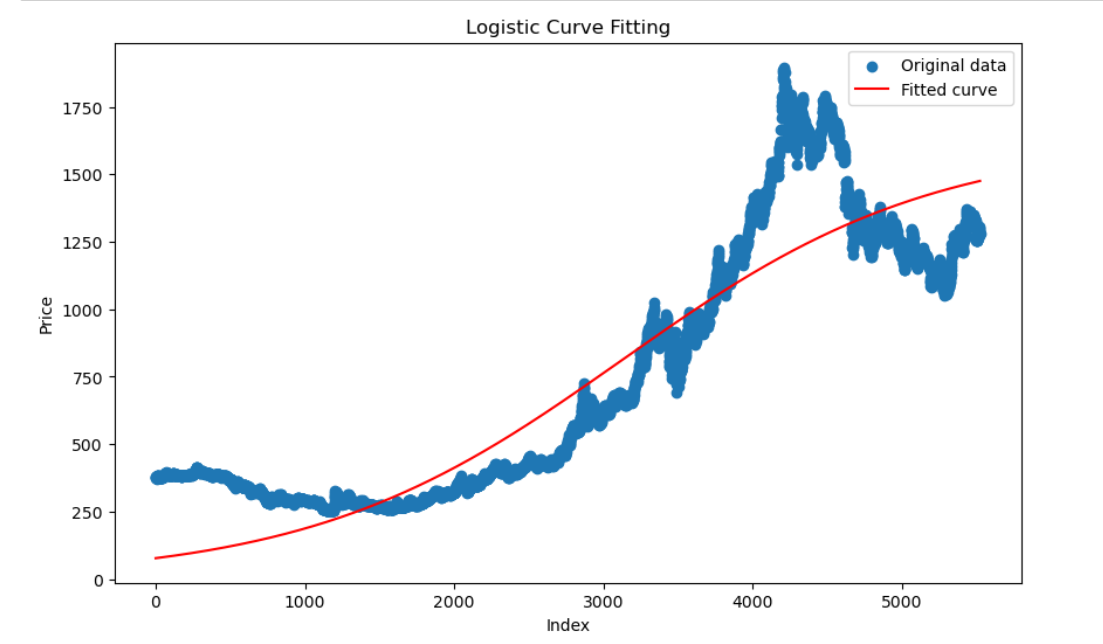 Logistic Curve Fitting
Original data
Fitted curve
1750
1500
1250
1000
750
500
250
0
Price
0 1000 2000 3000 4000 5000
Index